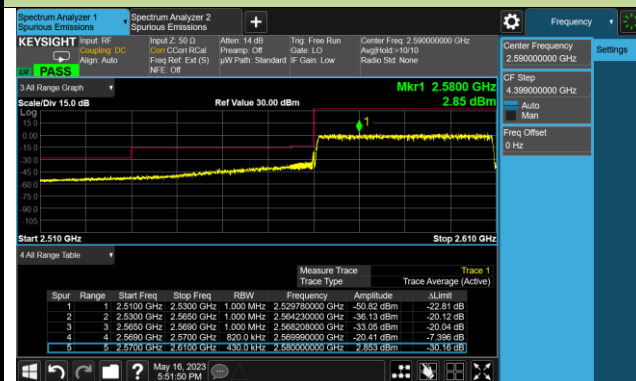 Spectrum Analyzer 1
Spurious Emissions
Spectrum Analyzer 2
Spurious Emissions
Frequency
KEYSIGHT
Input: RF
Coupling: DC
Align: Auto
PASS
Input Z: 50 Ω
Corr CCorr RCal
Freq Ref: Ext (S)
NFE: Off
Atten: 14 dB
Preamp: Off
µW Path: Standard
Trig: Free Run
Gate: LO
IF Gain: Low
Center Freq: 2.590000000 GHz
Avg|Hold:>10/10
Radio Std: None
Center Frequency
2.590000000 GHz
Settings
CF Step
4.399000000 GHz
Auto
Man
Freq Offset
0 Hz
3 All Range Graph
Mkr1 2.5800 GHz
2.85 dBm
Scale/Div 15.0 dB
Ref Value 30.00 dBm
Log
15.0
0.00
-15.0
-30.0
-45.0
-60.0
-75.0
-90.0
-105
1
Start 2.510 GHz
Stop 2.610 GHz
4 All Range Table
Measure Trace Trace 1
Trace Type Trace Average (Active)
Spur Range Start Freq Stop Freq RBW Frequency Amplitude ΔLimit
1 1 2.5100 GHz 2.5300 GHz 1.000 MHz 2.529780000 GHz -50.82 dBm -22.81 dB
2 2 2.5300 GHz 2.5650 GHz 1.000 MHz 2.564230000 GHz -36.13 dBm -20.12 dB
3 3 2.5650 GHz 2.5690 GHz 1.000 MHz 2.568208000 GHz -33.05 dBm -20.04 dB
4 4 2.5690 GHz 2.5700 GHz 820.0 kHz 2.569990000 GHz -20.41 dBm -7.396 dB
5 5 2.5700 GHz 2.6100 GHz 430.0 kHz 2.580000000 GHz 2.853 dBm -30.16 dB
?
May 16, 2023
5:51:50 PM